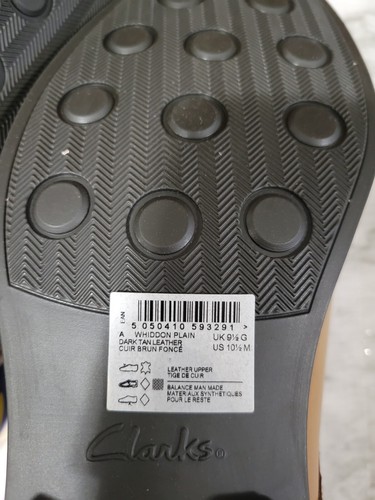 EAN
5 050410 593291 >
A WHIDDON PLAIN UK 9½ G
DARK TAN LEATHER US 10½ M
CUIR BRUN FONCÉ
LEATHER UPPER
TIGE DE CUIR
BALANCE MAN MADE
MATERIAUX SYNTHÉTIQUES
POUR LE RESTE
Clarks®